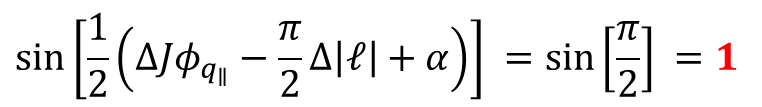 sin[1/2(ΔJϕ_{q∥} − π/2 Δ|ℓ| + α)] = sin[π/2] = 1